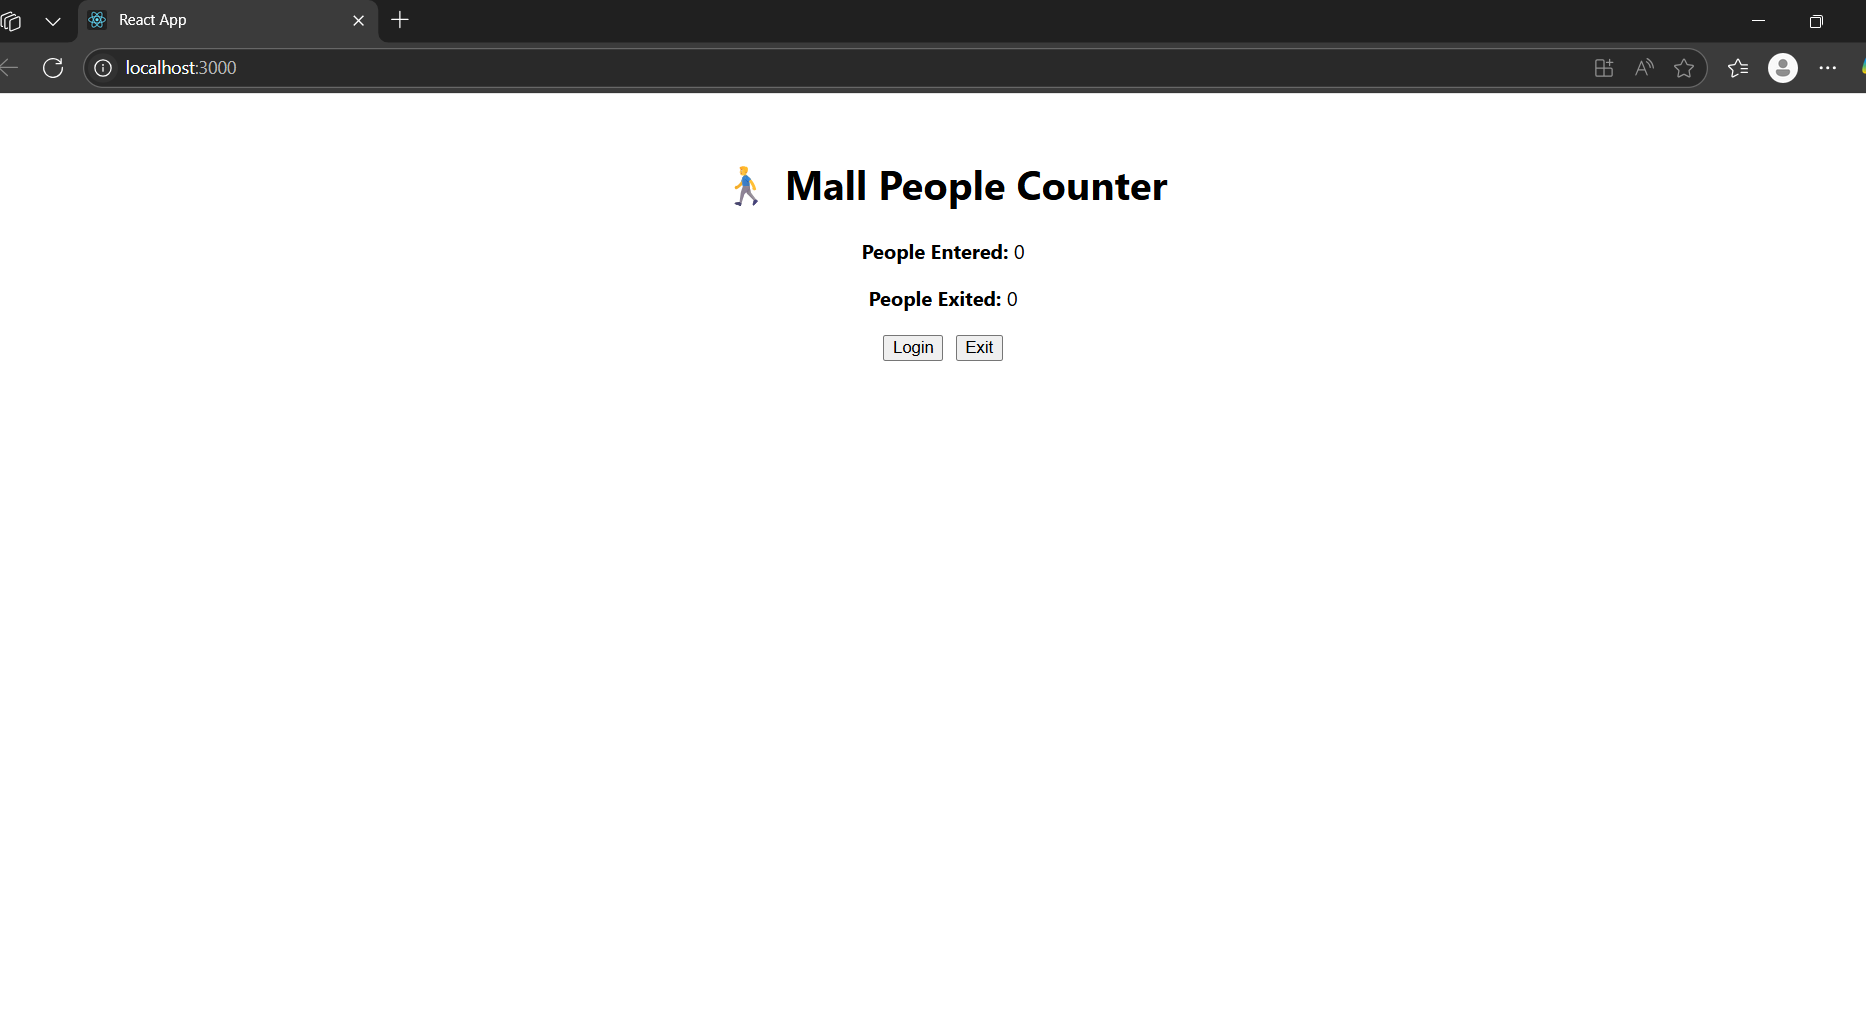 React App
localhost:3000
Mall People Counter
People Entered: 0
People Exited: 0
Login Exit